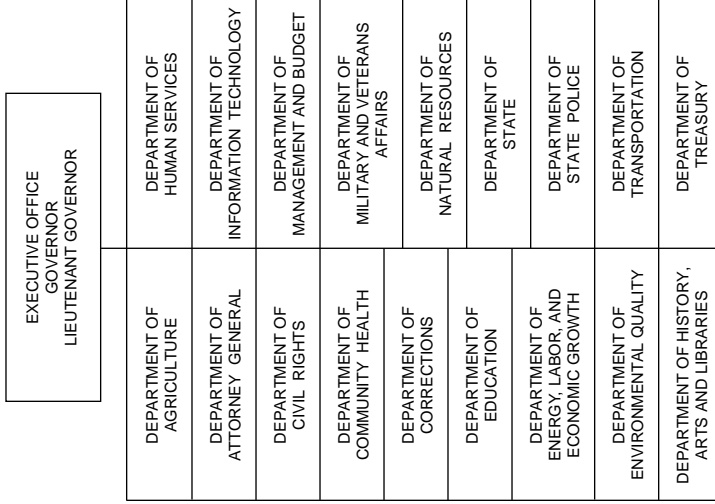 EXECUTIVE OFFICE
GOVERNOR
LIEUTENANT GOVERNOR
DEPARTMENT OF
AGRICULTURE
DEPARTMENT OF
ATTORNEY GENERAL
DEPARTMENT OF
CIVIL RIGHTS
DEPARTMENT OF
COMMUNITY HEALTH
DEPARTMENT OF
CORRECTIONS
DEPARTMENT OF
EDUCATION
DEPARTMENT OF
ENERGY, LABOR, AND
ECONOMIC GROWTH
DEPARTMENT OF
ENVIRONMENTAL QUALITY
DEPARTMENT OF HISTORY,
ARTS AND LIBRARIES
DEPARTMENT OF
HUMAN SERVICES
DEPARTMENT OF
INFORMATION TECHNOLOGY
DEPARTMENT OF
MANAGEMENT AND BUDGET
DEPARTMENT OF
MILITARY AND VETERANS
AFFAIRS
DEPARTMENT OF
NATURAL RESOURCES
DEPARTMENT OF
STATE
DEPARTMENT OF
STATE POLICE
DEPARTMENT OF
TRANSPORTATION
DEPARTMENT OF
TREASURY